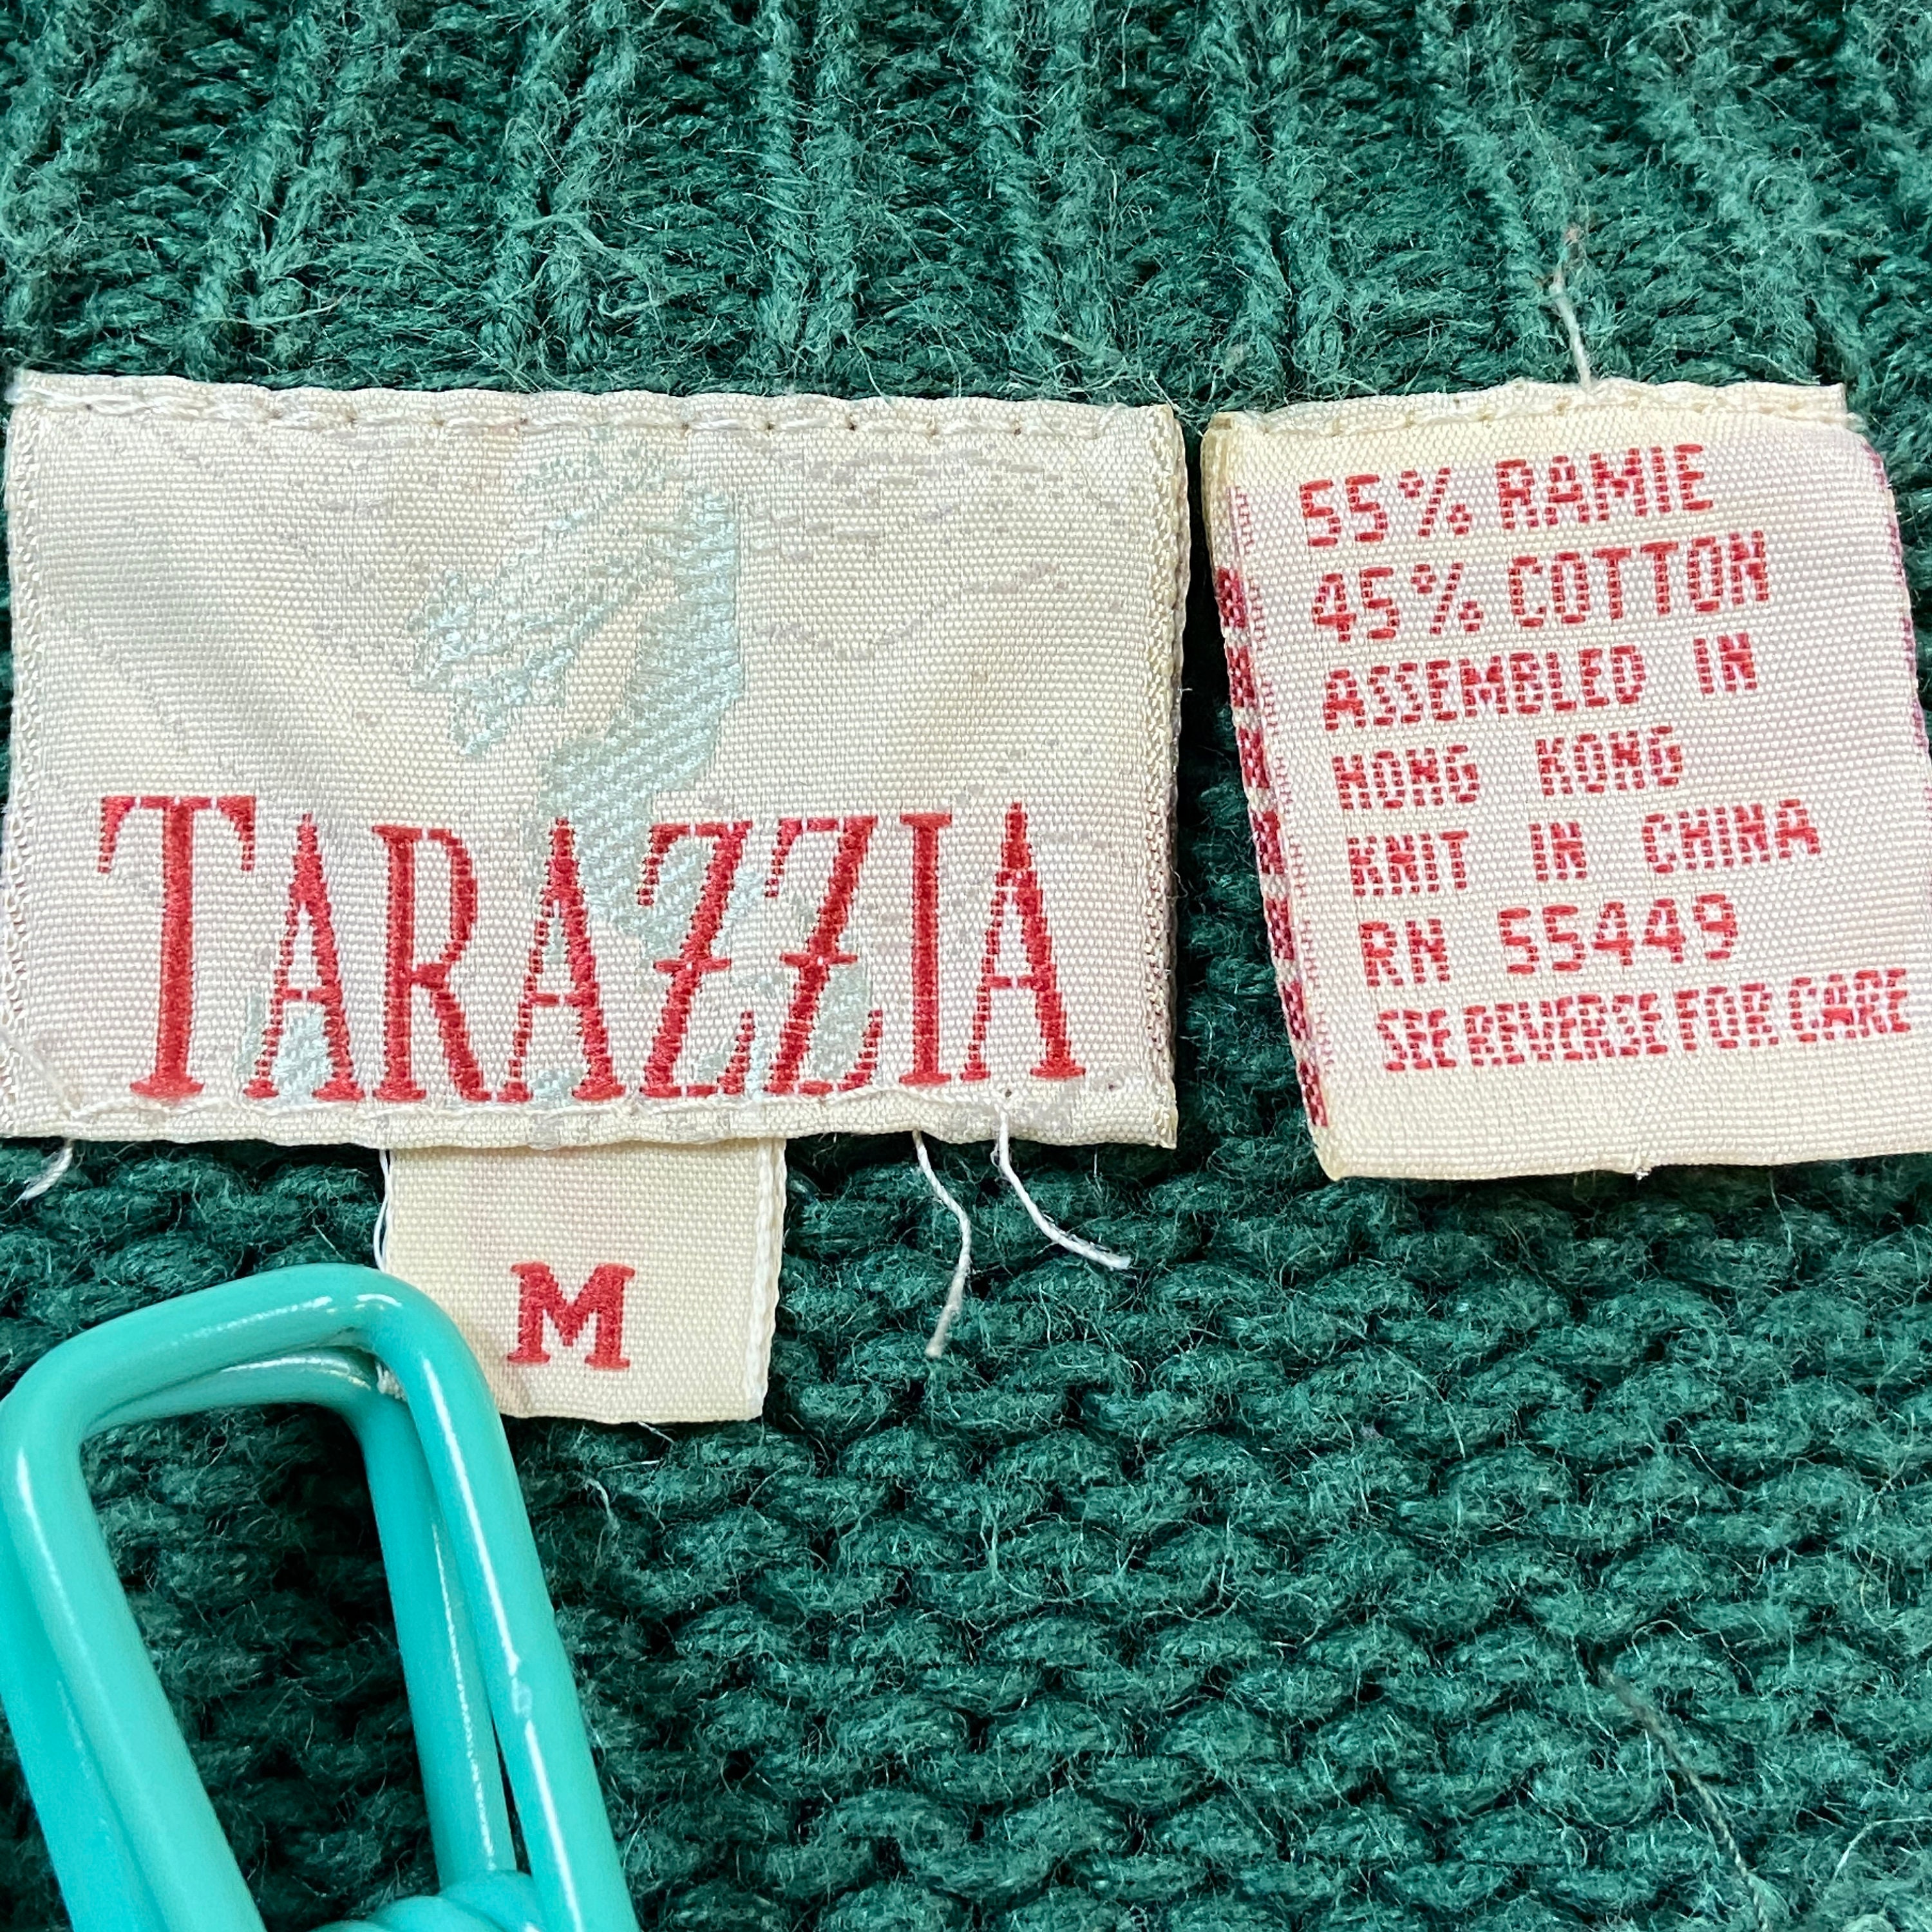 TARAZZIA
M
55% RAMIE
45% COTTON
ASSEMBLED IN
HONG KONG
KNIT IN CHINA
RN 55449
SEE REVERSE FOR CARE